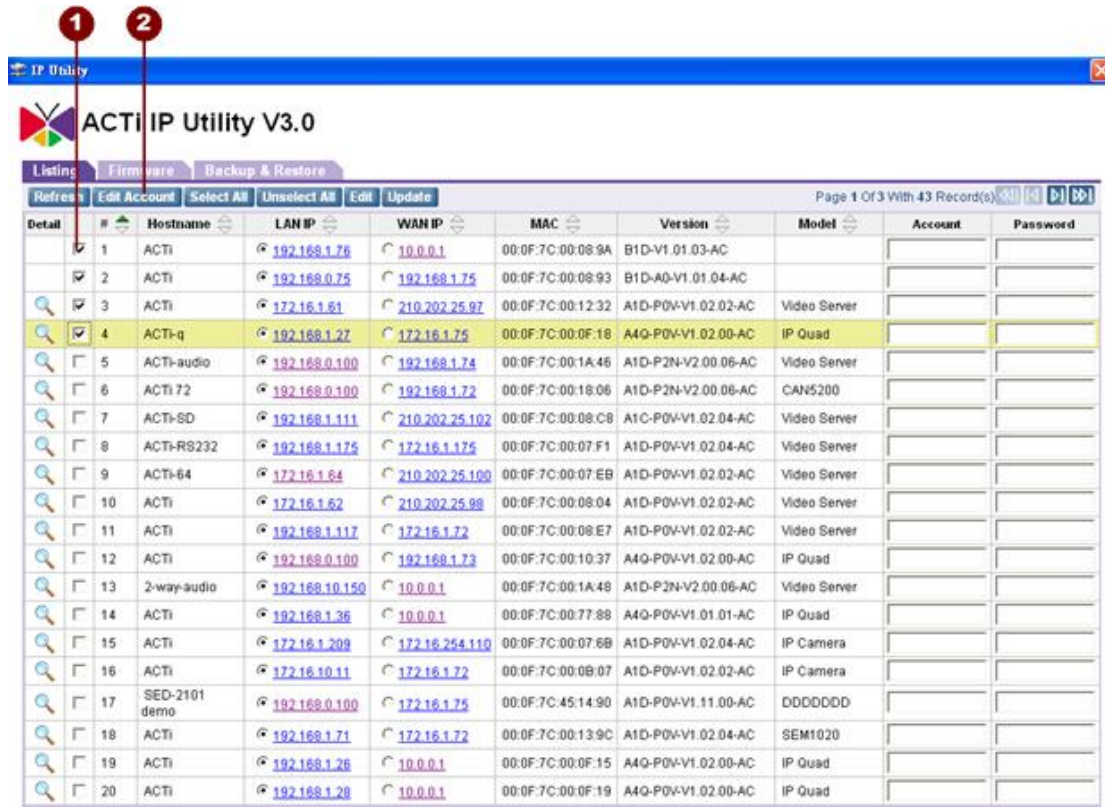 1 2
IP Utility
ACTi IP Utility V3.0
Listing Firmware Backup & Restore
Refresh Edit Account Select All Unselect All Edit Update Page 1 Of 3 With 43 Record(s)
Detail # Hostname LAN IP WAN IP MAC Version Model Account Password
1 ACTi 192.168.1.76 10.0.0.1 00:0F:7C:00:08:9A B1D-V1.01.03-AC
2 ACTi 192.168.0.75 192.168.1.75 00:0F:7C:00:08:93 B1D-A0-V1.01.04-AC
3 ACTi 172.16.1.61 210.202.25.97 00:0F:7C:00:12:32 A1D-P0V-V1.02.02-AC Video Server
4 ACTi-q 192.168.1.27 172.16.1.75 00:0F:7C:00:0F:18 A4Q-P0V-V1.02.00-AC IP Quad
5 ACTi-audio 192.168.0.100 192.168.1.74 00:0F:7C:00:1A:46 A1D-P2N-V2.00.06-AC Video Server
6 ACTi 72 192.168.0.100 192.168.1.72 00:0F:7C:00:18:06 A1D-P2N-V2.00.06-AC CAN5200
7 ACTi-SD 192.168.1.111 210.202.25.102 00:0F:7C:00:08:C8 A1C-P0V-V1.02.04-AC Video Server
8 ACTi-RS232 192.168.1.175 172.16.1.175 00:0F:7C:00:07:F1 A1D-P0V-V1.02.04-AC Video Server
9 ACTi-64 172.16.1.64 210.202.25.100 00:0F:7C:00:07:EB A1D-P0V-V1.02.02-AC Video Server
10 ACTi 172.16.1.62 210.202.25.98 00:0F:7C:00:08:04 A1D-P0V-V1.02.02-AC Video Server
11 ACTi 192.168.1.117 172.16.1.72 00:0F:7C:00:08:E7 A1D-P0V-V1.02.02-AC Video Server
12 ACTi 192.168.0.100 192.168.1.73 00:0F:7C:00:10:37 A4Q-P0V-V1.02.00-AC IP Quad
13 2-way-audio 192.168.10.150 10.0.0.1 00:0F:7C:00:1A:48 A1D-P2N-V2.00.06-AC Video Server
14 ACTi 192.168.1.36 10.0.0.1 00:0F:7C:00:77:88 A4Q-P0V-V1.01.01-AC IP Quad
15 ACTi 172.16.1.209 172.16.254.110 00:0F:7C:00:07:6B A1D-P0V-V1.02.04-AC IP Camera
16 ACTi 172.16.10.11 172.16.1.72 00:0F:7C:00:0B:07 A1D-P0V-V1.02.02-AC IP Camera
17 SED-2101 demo 192.168.0.100 172.16.1.75 00:0F:7C:45:14:90 A1D-P0V-V1.11.00-AC DDDDDDD
18 ACTi 192.168.1.71 172.16.1.72 00:0F:7C:00:13:9C A1D-P0V-V1.02.04-AC SEM1020
19 ACTi 192.168.1.26 10.0.0.1 00:0F:7C:00:0F:15 A4Q-P0V-V1.02.00-AC IP Quad
20 ACTi 192.168.1.28 10.0.0.1 00:0F:7C:00:0F:19 A4Q-P0V-V1.02.00-AC IP Quad